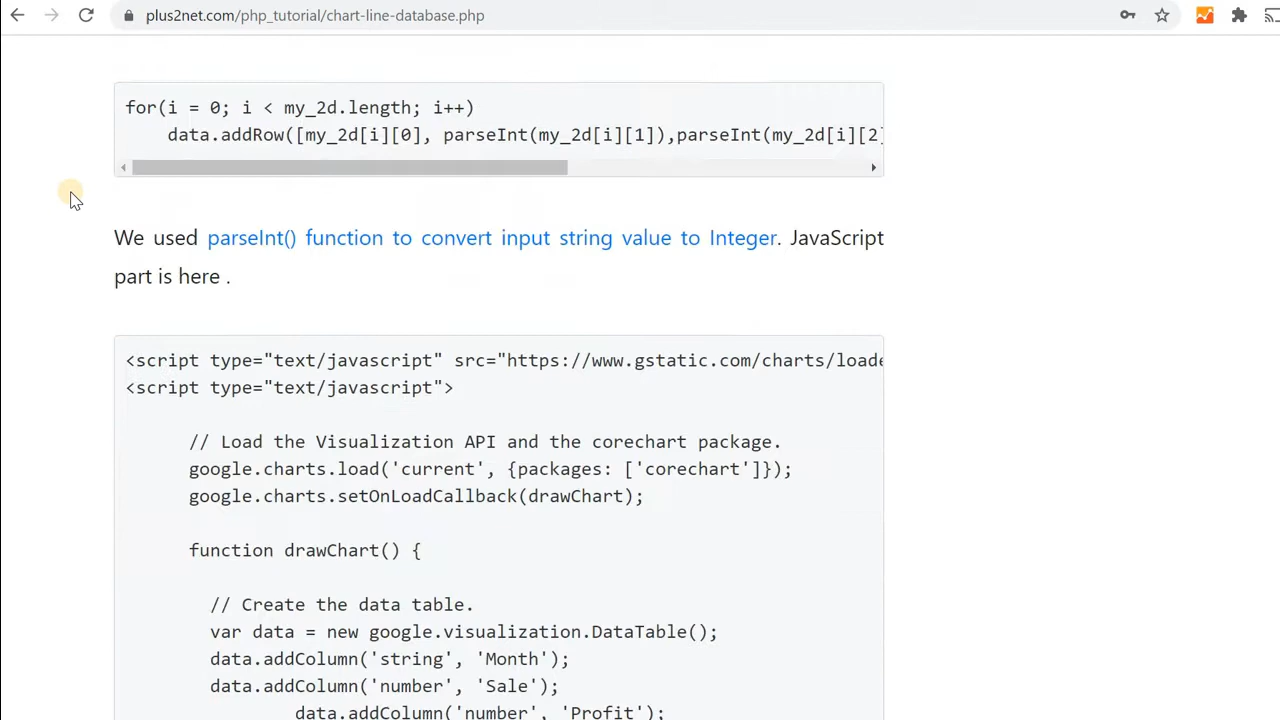 plus2net.com/php_tutorial/chart-line-database.php
for(i = 0; i < my_2d.length; i++)
data.addRow([my_2d[i][0], parseInt(my_2d[i][1]),parseInt(my_2d[i][2]
We used parseInt() function to convert input string value to Integer. JavaScript
part is here .
<script type="text/javascript" src="https://www.gstatic.com/charts/loade
<script type="text/javascript">
// Load the Visualization API and the corechart package.
google.charts.load('current', {packages: ['corechart']});
google.charts.setOnLoadCallback(drawChart);
function drawChart() {
// Create the data table.
var data = new google.visualization.DataTable();
data.addColumn('string', 'Month');
data.addColumn('number', 'Sale');
data.addColumn('number', 'Profit');